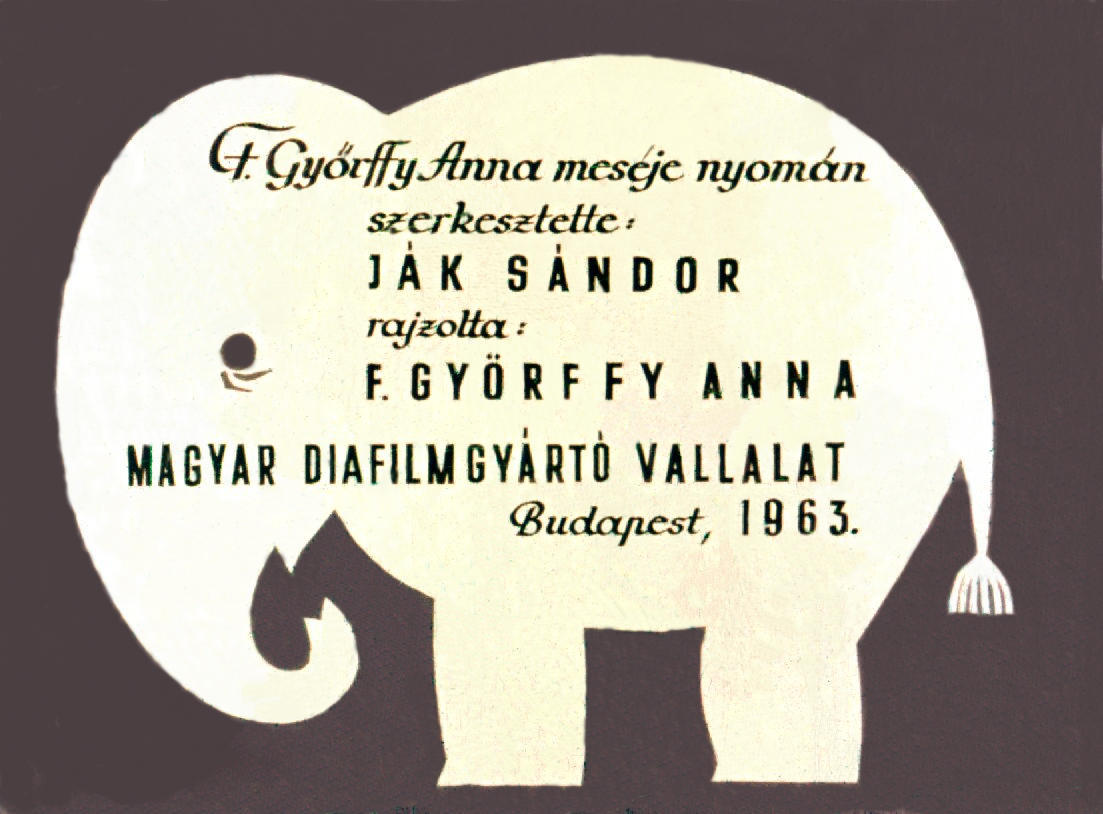 F. Győrffy Anna meséje nyomán
szerkesztette:
JÁK SÁNDOR
rajzolta:
F. GYÖRFFY ANNA
MAGYAR DIAFILMGYÁRTÓ VALLALAT
Budapest, 1963.